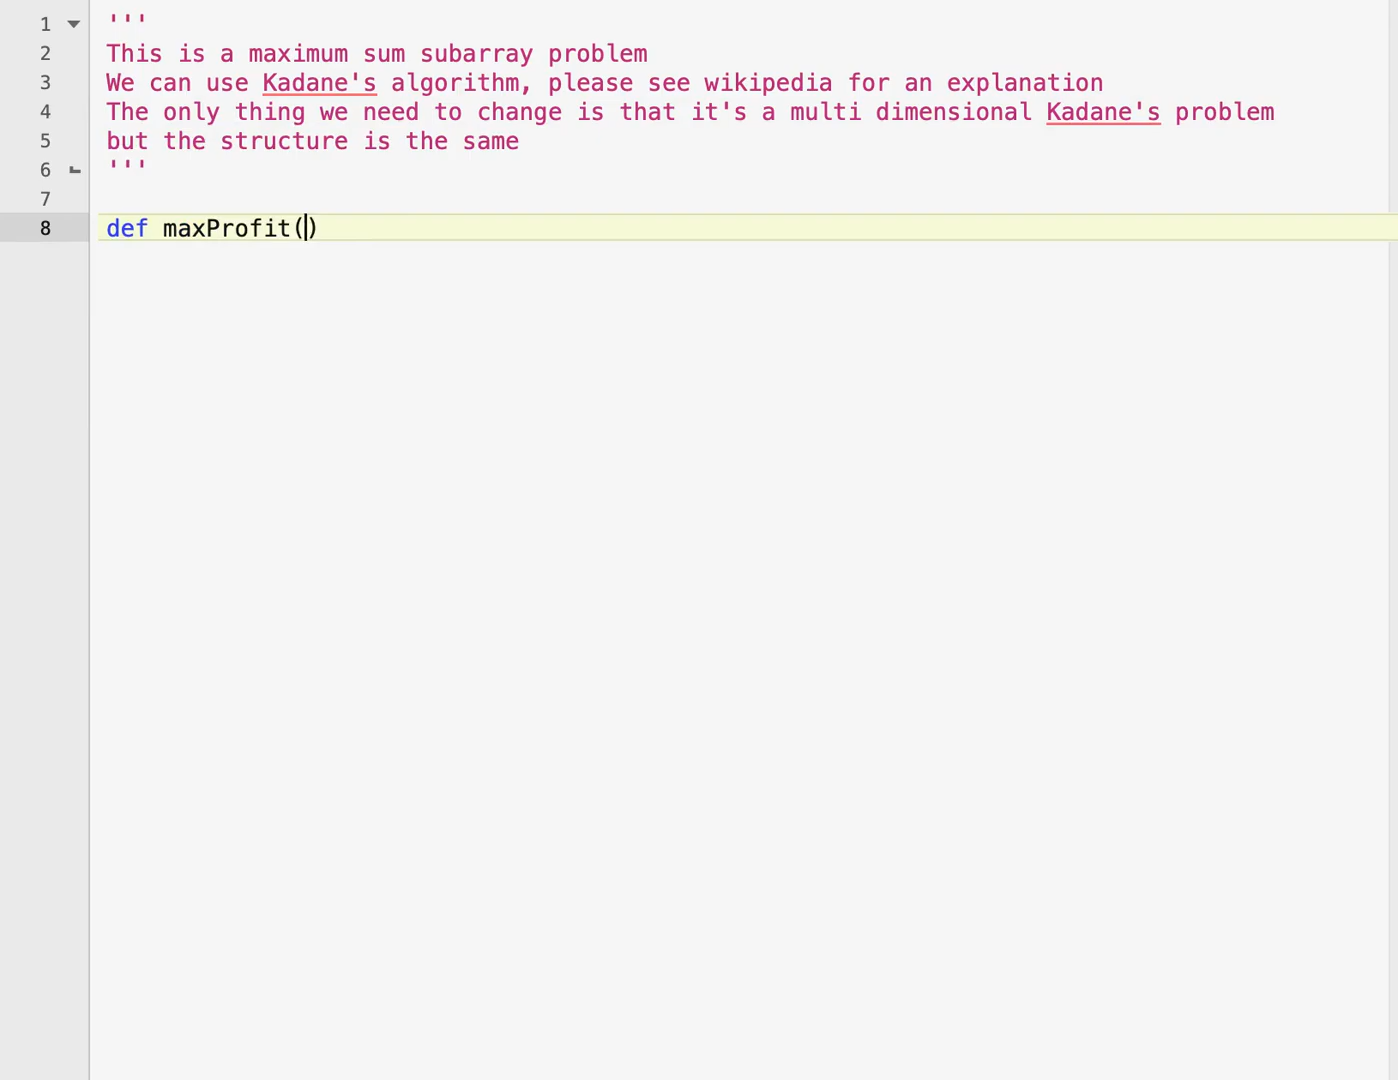 1 '''
2 This is a maximum sum subarray problem
3 We can use Kadane's algorithm, please see wikipedia for an explanation
4 The only thing we need to change is that it's a multi dimensional Kadane's problem
5 but the structure is the same
6 '''
7
8 def maxProfit()